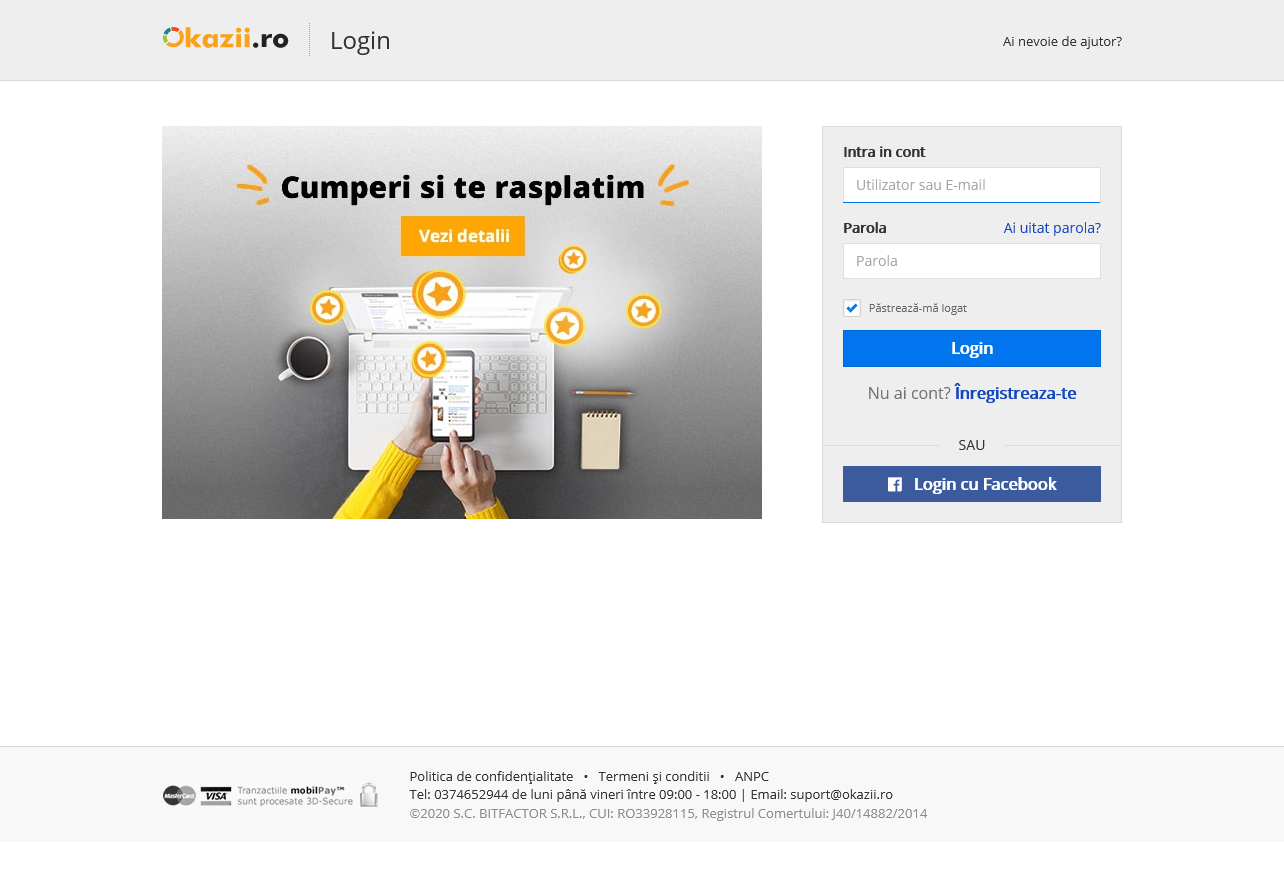 Okazii.ro
Login
Ai nevoie de ajutor?
Cumperi si te rasplatim
Vezi detalii
Intra in cont
Utilizator sau E-mail
Parola
Ai uitat parola?
Parola
Păstrează-mă logat
Login
Nu ai cont? Înregistreaza-te
SAU
Login cu Facebook
MasterCard
VISA
Tranzactiile mobilPay™
sunt procesate 3D-Secure
Politica de confidențialitate • Termeni și conditii • ANPC
Tel: 0374652944 de luni până vineri între 09:00 - 18:00 | Email: suport@okazii.ro
©2020 S.C. BITFACTOR S.R.L., CUI: RO33928115, Registrul Comertului: J40/14882/2014